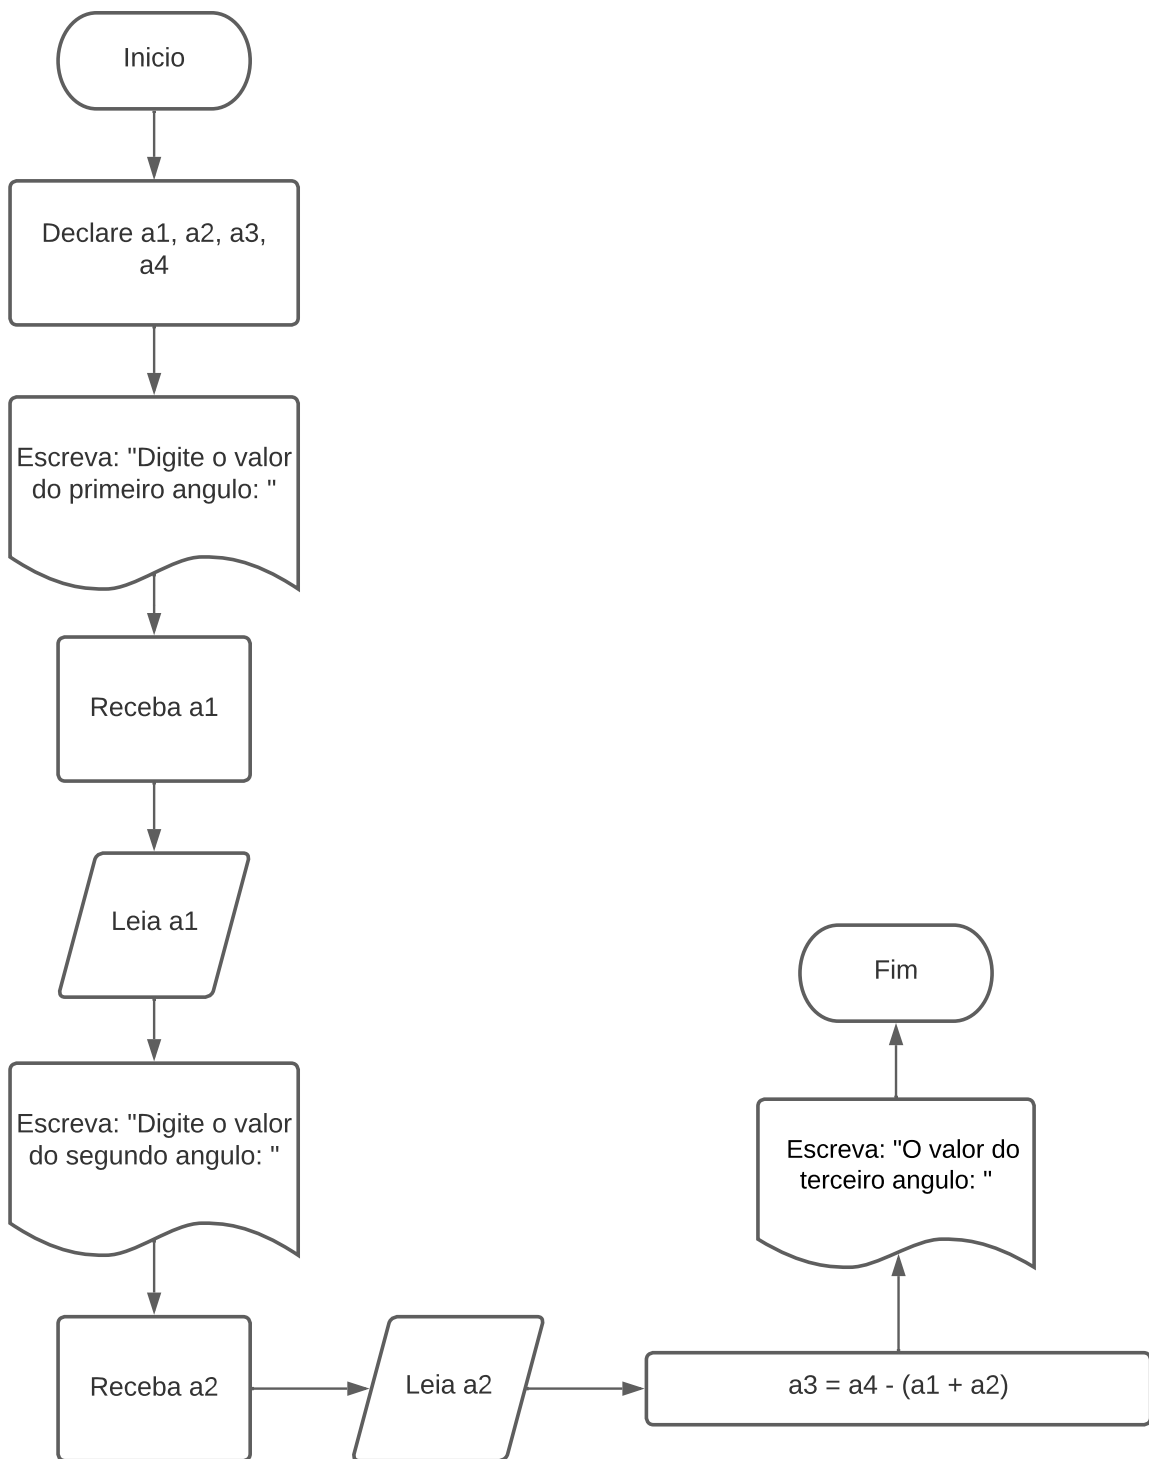 Inicio
Declare a1, a2, a3,
a4
Escreva: "Digite o valor
do primeiro angulo: "
Receba a1
Leia a1
Escreva: "Digite o valor
do segundo angulo: "
Receba a2
Leia a2
a3 = a4 - (a1 + a2)
Escreva: "O valor do
terceiro angulo: "
Fim